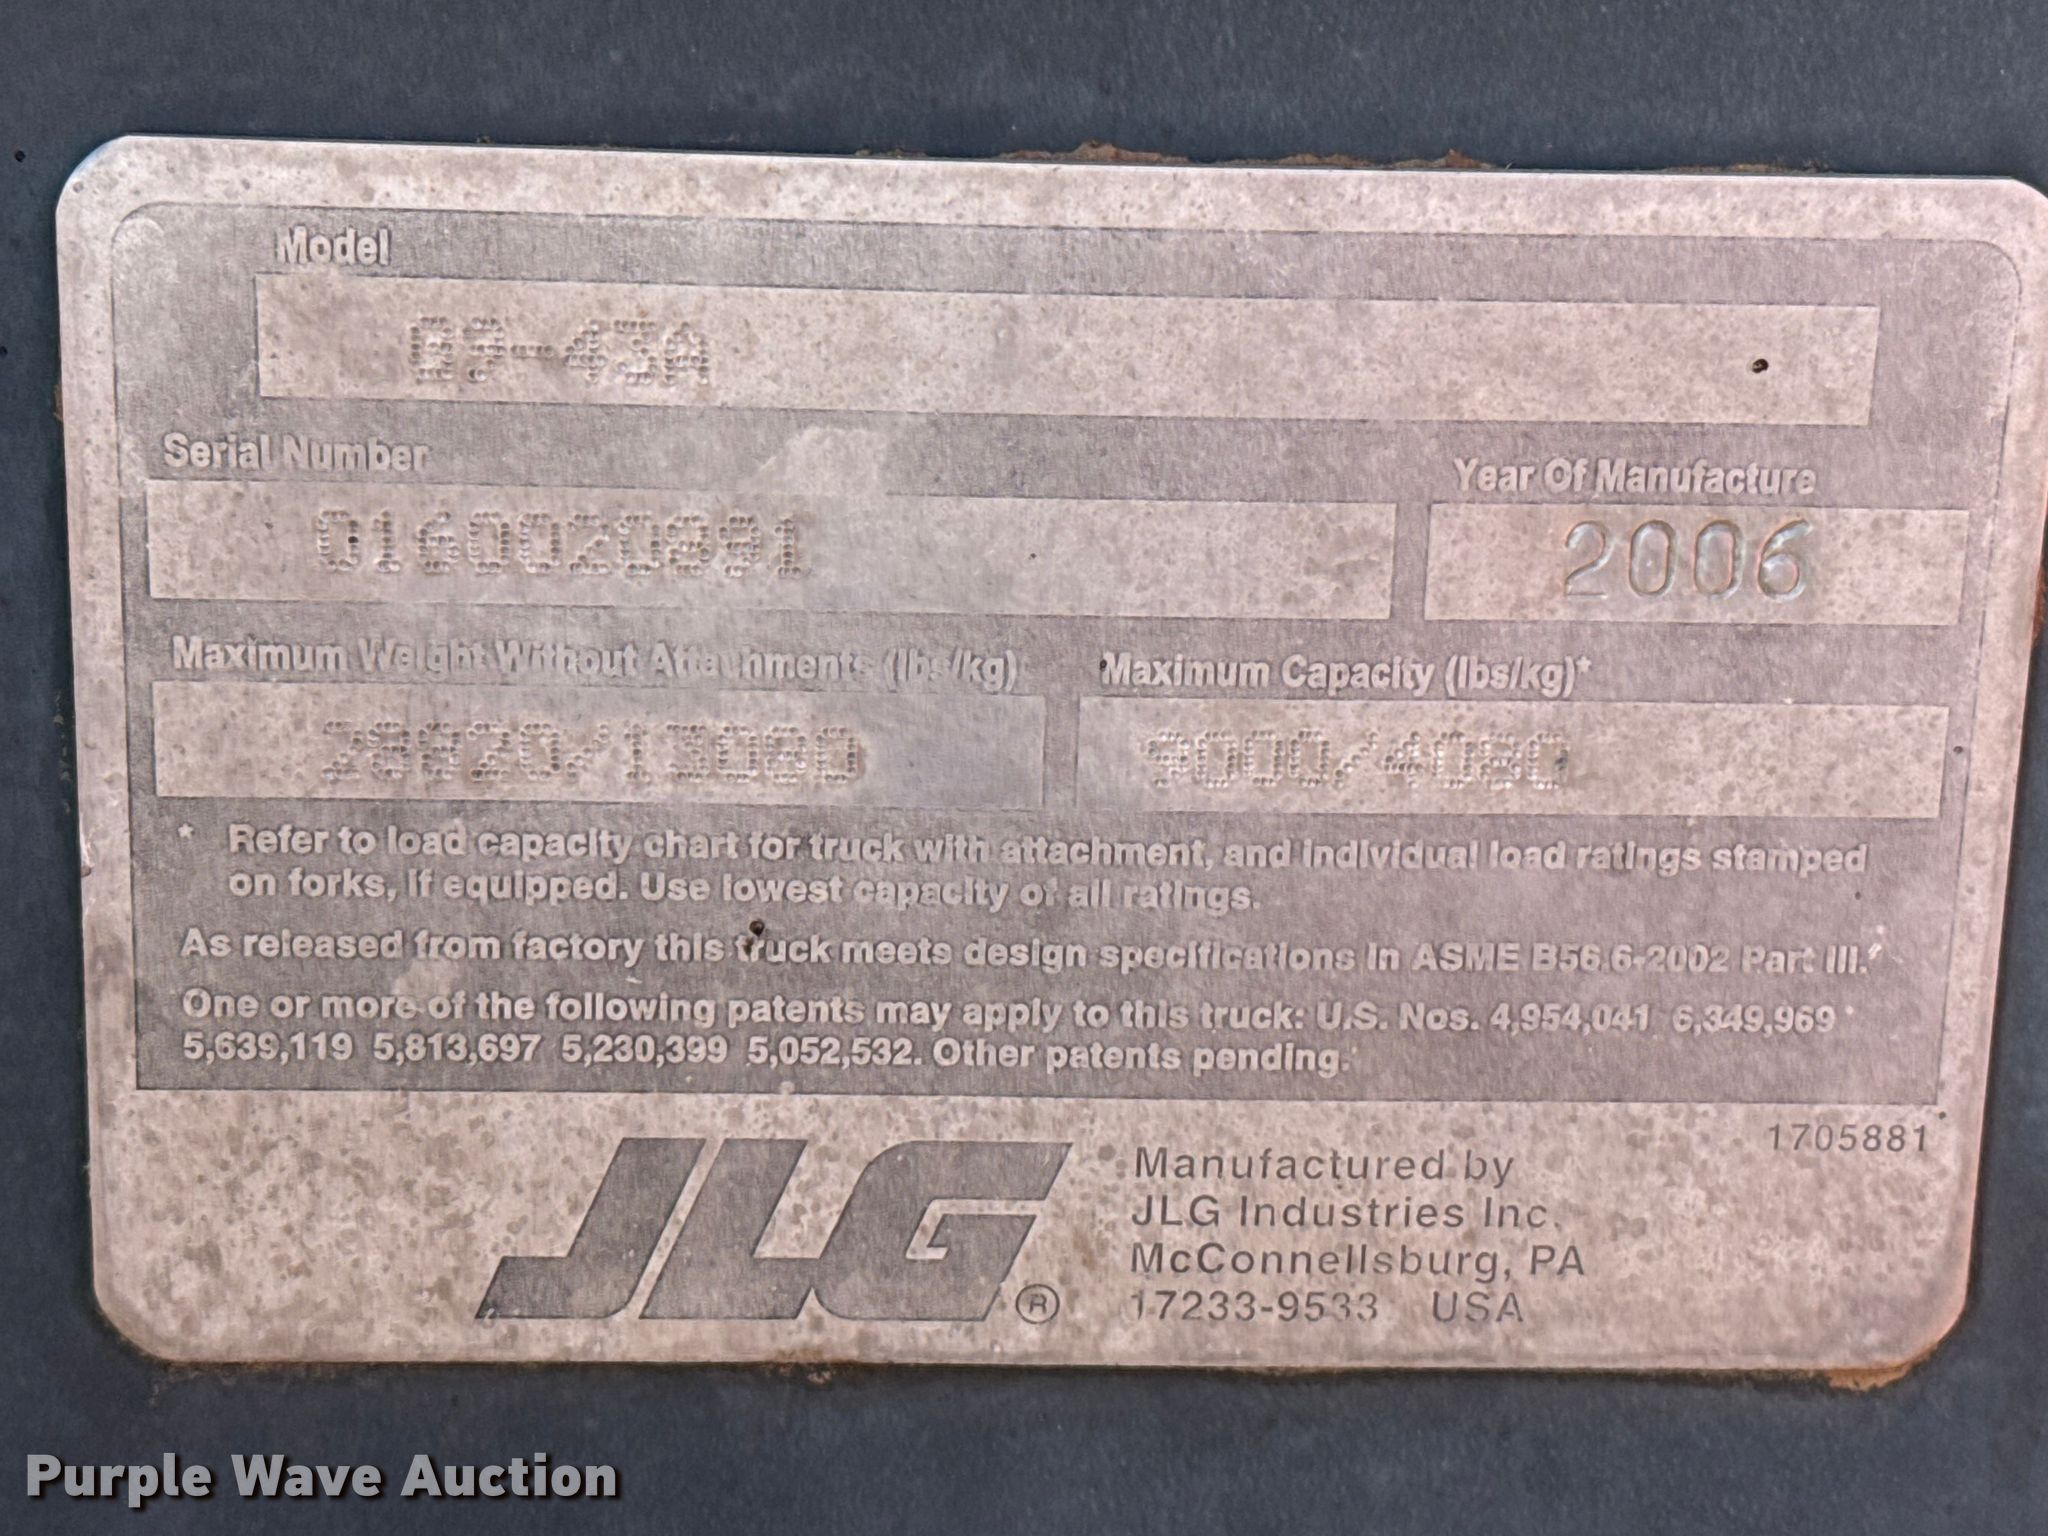 Model
G9-43A
Serial Number
Year Of Manufacture
0160020891
2006
Maximum Weight Without Attachments (lbs/kg)
Maximum Capacity (lbs/kg)*
/13080
9000/4080
* Refer to load capacity chart for truck with attachment, and individual load ratings stamped
on forks, if equipped. Use lowest capacity of all ratings.
As released from factory this truck meets design specifications in ASME B56.6-2002 Part III.
One or more of the following patents may apply to this truck: U.S. Nos. 4,954,041 6,349,969
5,639,119 5,813,697 5,230,399 5,052,532. Other patents pending.
1705881
JLG®
Manufactured by
JLG Industries Inc.
McConnellsburg, PA
17233-9533 USA
Purple Wave Auction